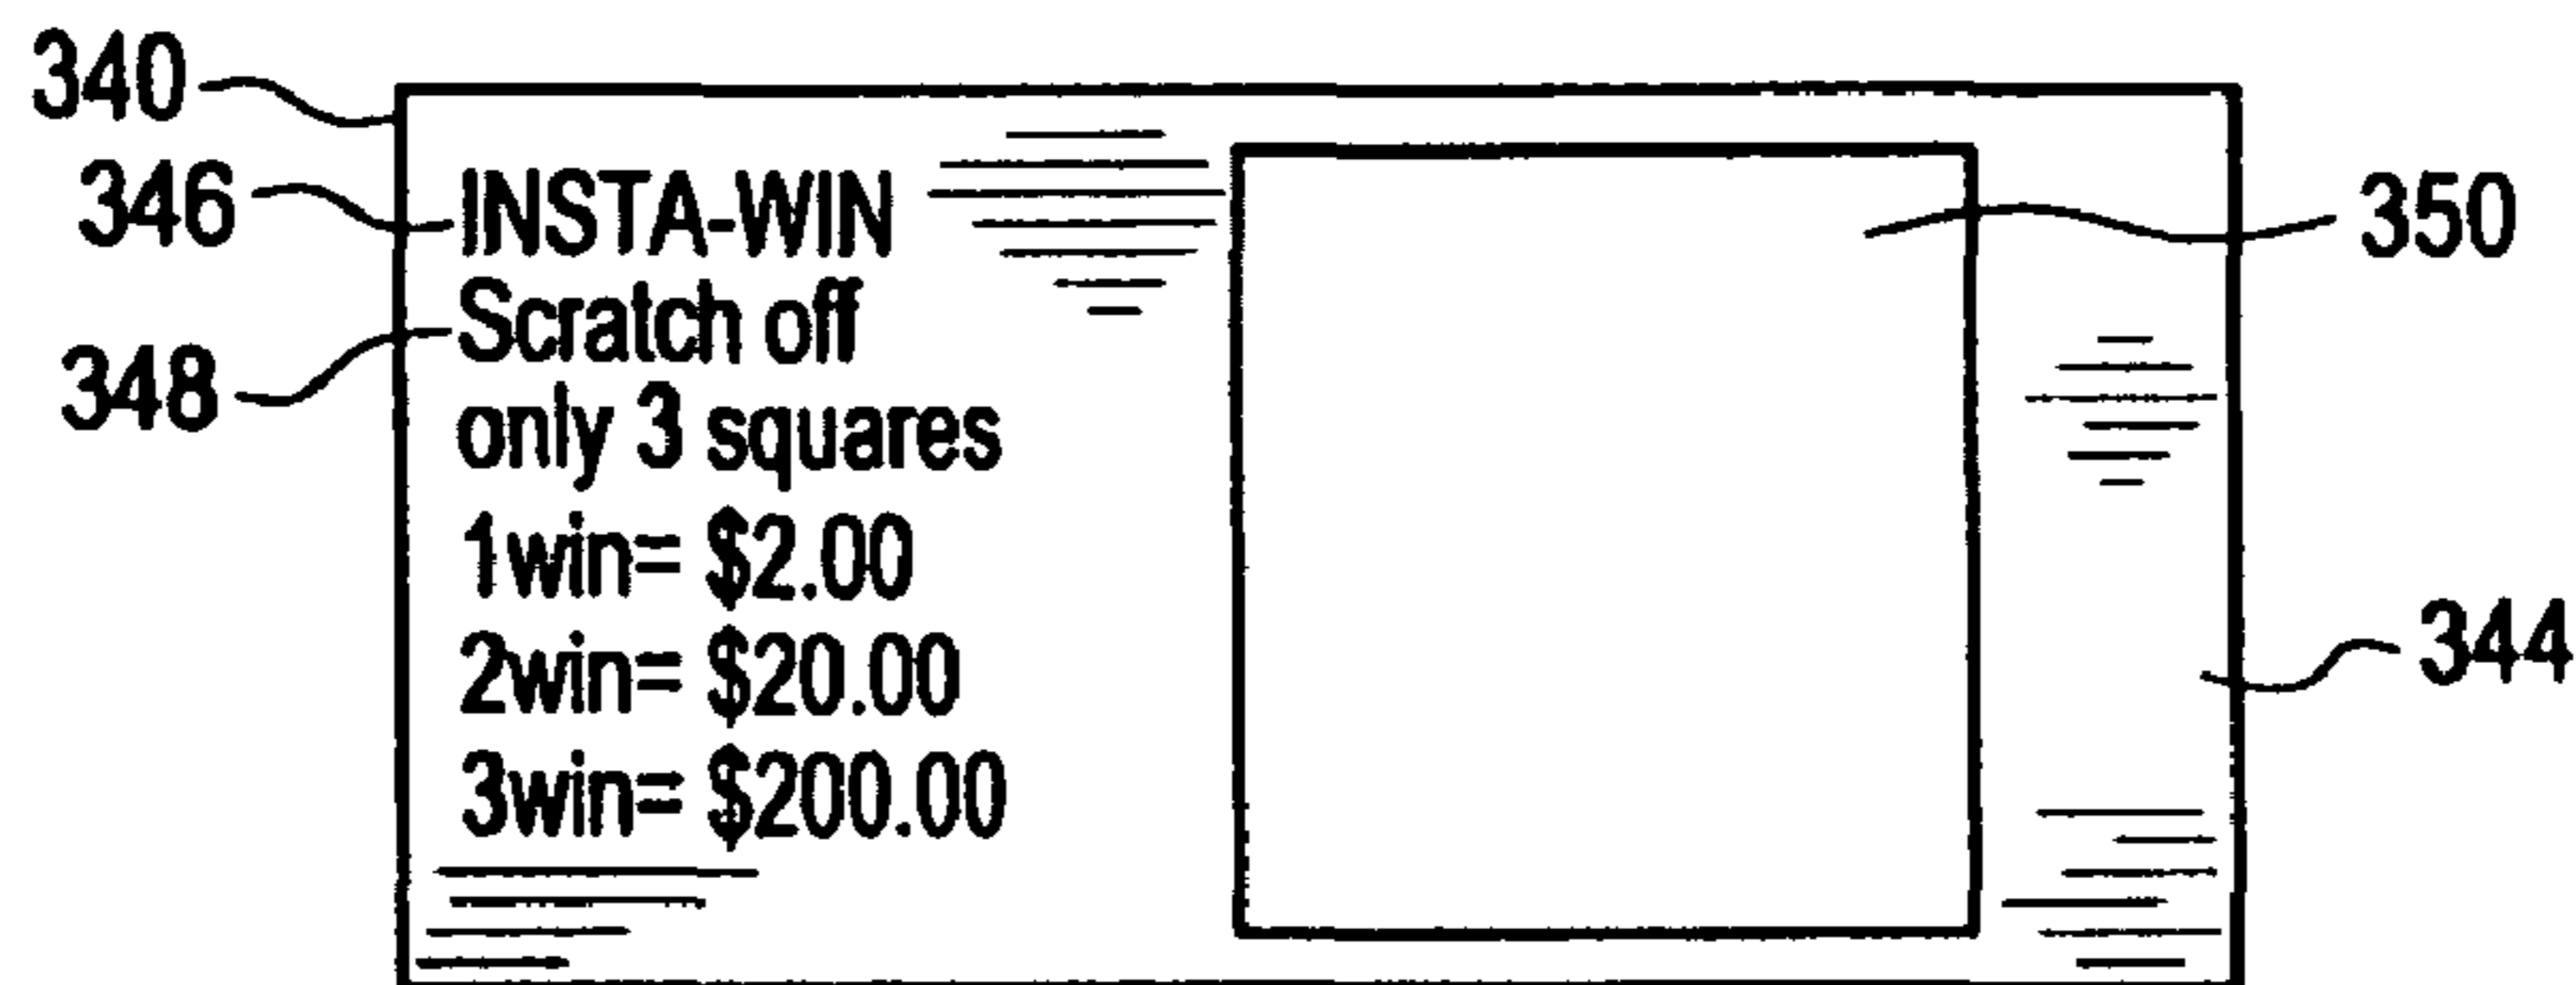 340
346
INSTA-WIN
350
Scratch off
348
only 3 squares
1win= $2.00
2win= $20.00
344
3win= $200.00